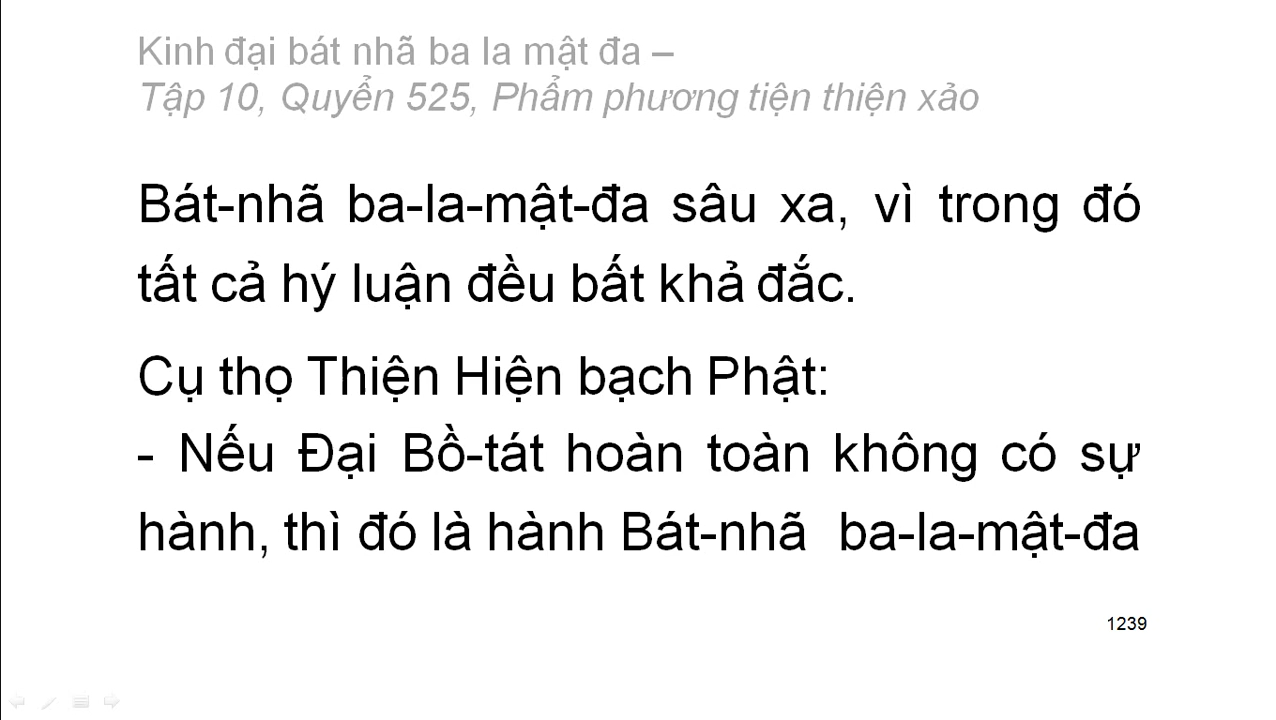 Kinh đại bát nhã ba la mật đa –
Tập 10, Quyển 525, Phẩm phương tiện thiện xảo
Bát-nhã ba-la-mật-đa sâu xa, vì trong đó
tất cả hý luận đều bất khả đắc.
Cụ thọ Thiện Hiện bạch Phật:
- Nếu Đại Bồ-tát hoàn toàn không có sự
hành, thì đó là hành Bát-nhã ba-la-mật-đa
1239